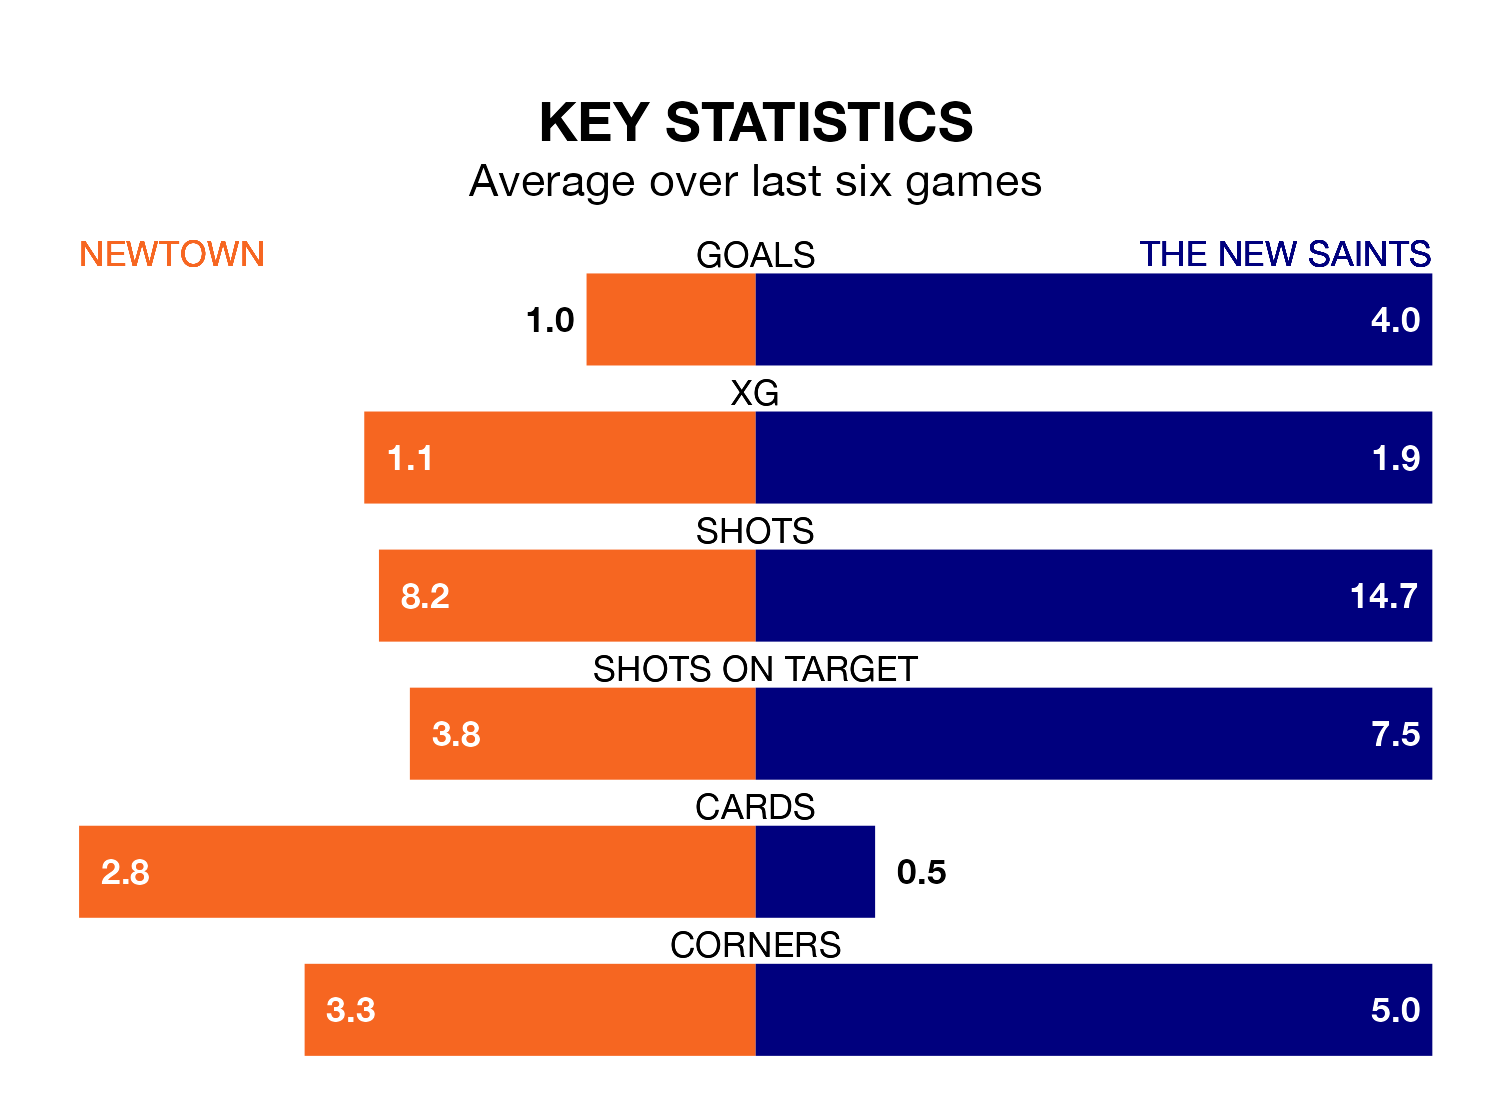 KEY STATISTICS
Average over last six games
NEWTOWN GOALS THE NEW SAINTS
1.0 4.0
XG
1.1 1.9
SHOTS
8.2 14.7
SHOTS ON TARGET
3.8 7.5
CARDS
2.8 0.5
CORNERS
3.3 5.0